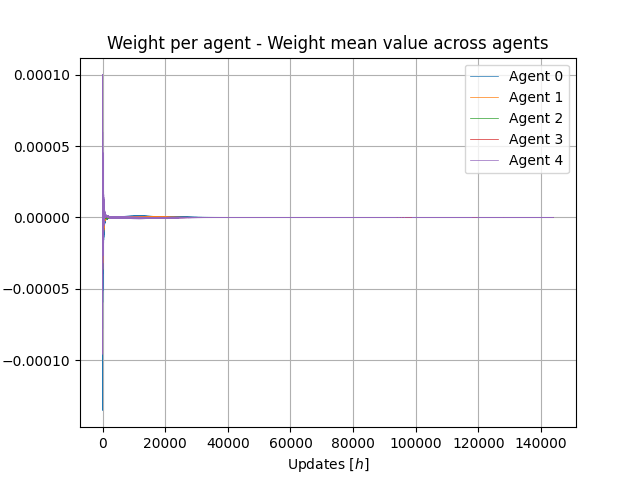 Weight per agent - Weight mean value across agents
0.00010
0.00005
0.00000
−0.00005
−0.00010
Agent 0
Agent 1
Agent 2
Agent 3
Agent 4
0 20000 40000 60000 80000 100000 120000 140000
Updates [h]